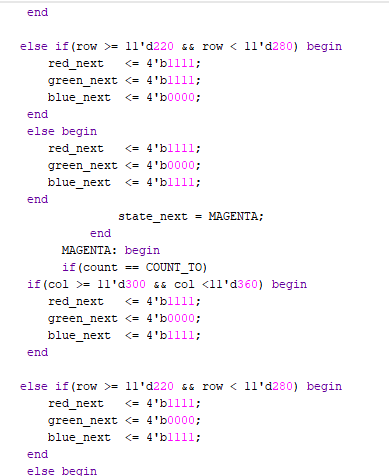 end
else if(row >= 11'd220 && row < 11'd280) begin
red_next <= 4'b1111;
green_next <= 4'b1111;
blue_next <= 4'b0000;
end
else begin
red_next <= 4'b1111;
green_next <= 4'b0000;
blue_next <= 4'b1111;
end
state_next = MAGENTA;
end
MAGENTA: begin
if(count == COUNT_TO)
if(col >= 11'd300 && col <11'd360) begin
red_next <= 4'b1111;
green_next <= 4'b0000;
blue_next <= 4'b1111;
end
else if(row >= 11'd220 && row < 11'd280) begin
red_next <= 4'b1111;
green_next <= 4'b0000;
blue_next <= 4'b1111;
end
else begin